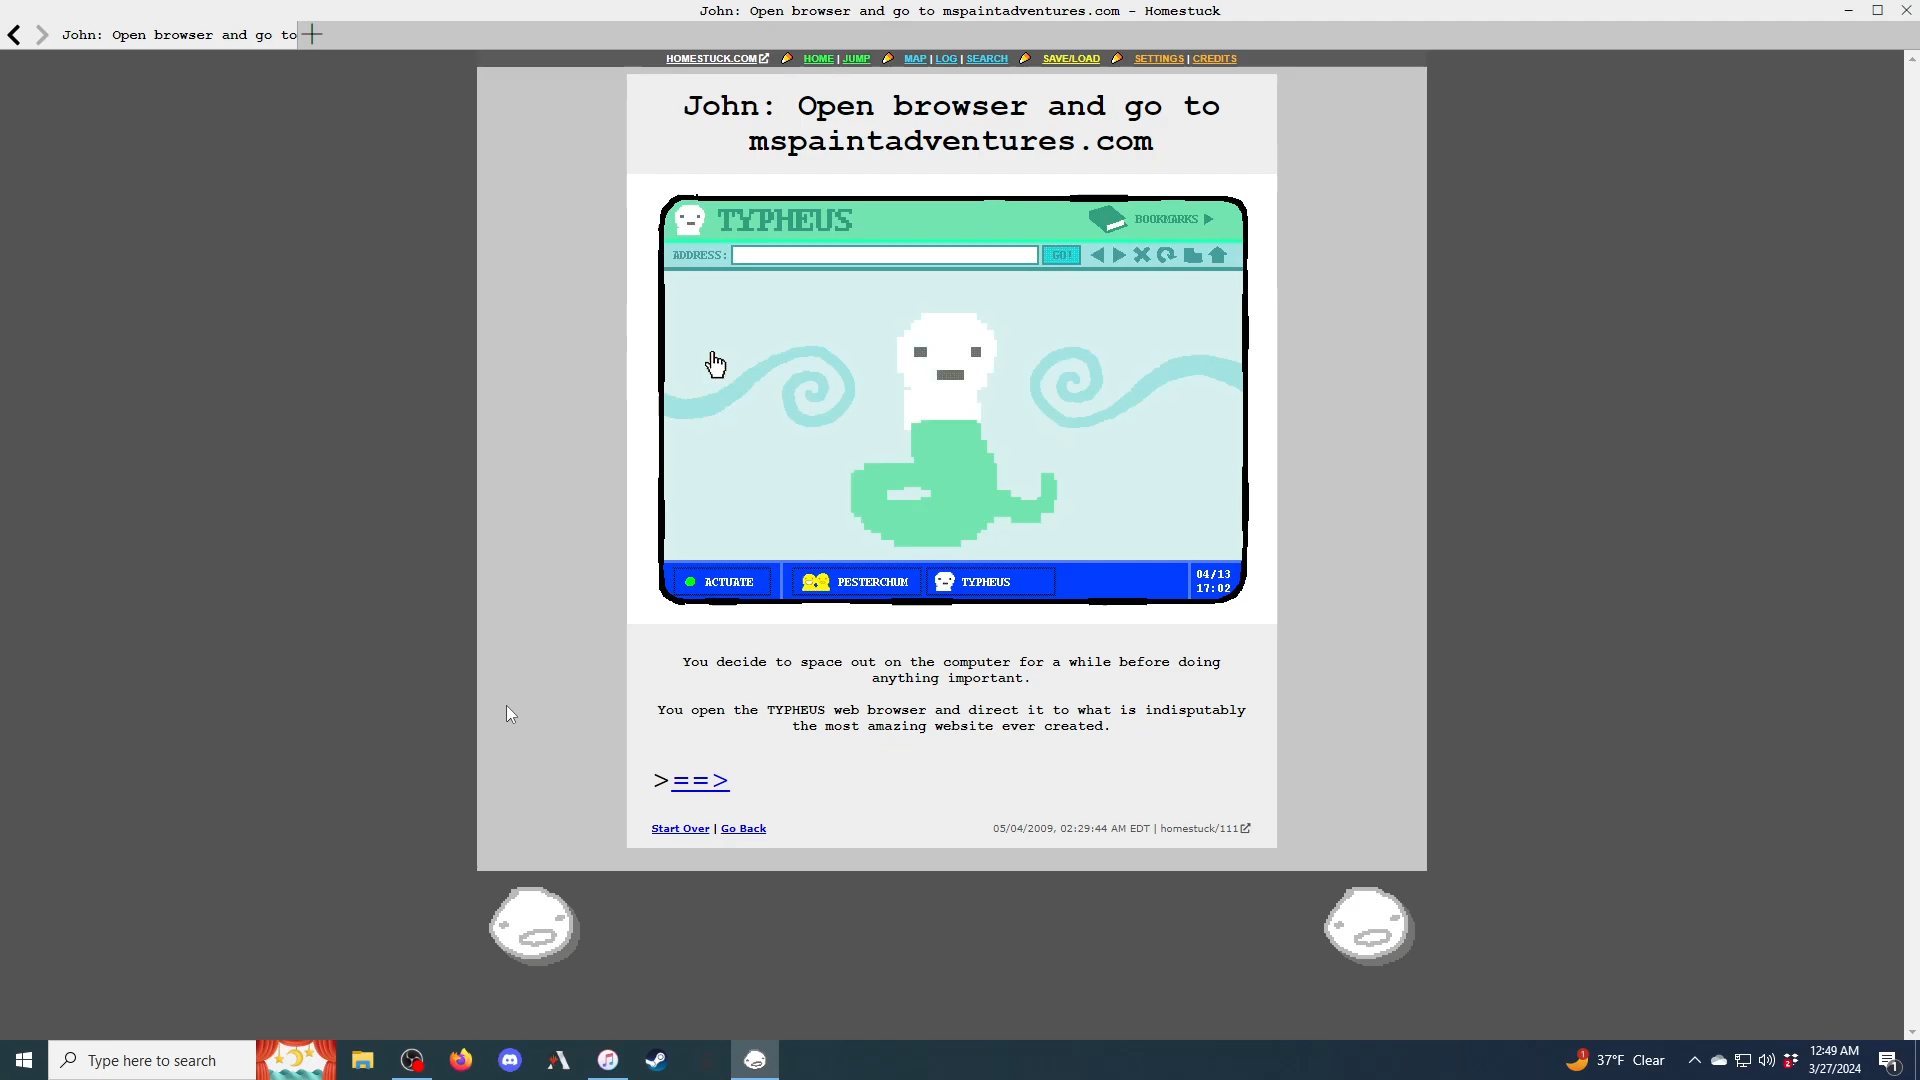 John: Open browser and go to mspaintadventures.com - Homestuck
John: Open browser and go to
HOMESTUCK.COM HOME | JUMP MAP | LOG | SEARCH SAVE/LOAD SETTINGS | CREDITS
John: Open browser and go to
mspaintadventures.com
TYPHEUS BOOKMARKS
ADDRESS: GO!
ACTUATE PESTERCHUM TYPHEUS 04/13
17:02
You decide to space out on the computer for a while before doing
anything important.
You open the TYPHEUS web browser and direct it to what is indisputably
the most amazing website ever created.
>==>
Start Over | Go Back 05/04/2009, 02:29:44 AM EDT | homestuck/111
Type here to search 1 37°F Clear 2 12:49 AM 1
3/27/2024